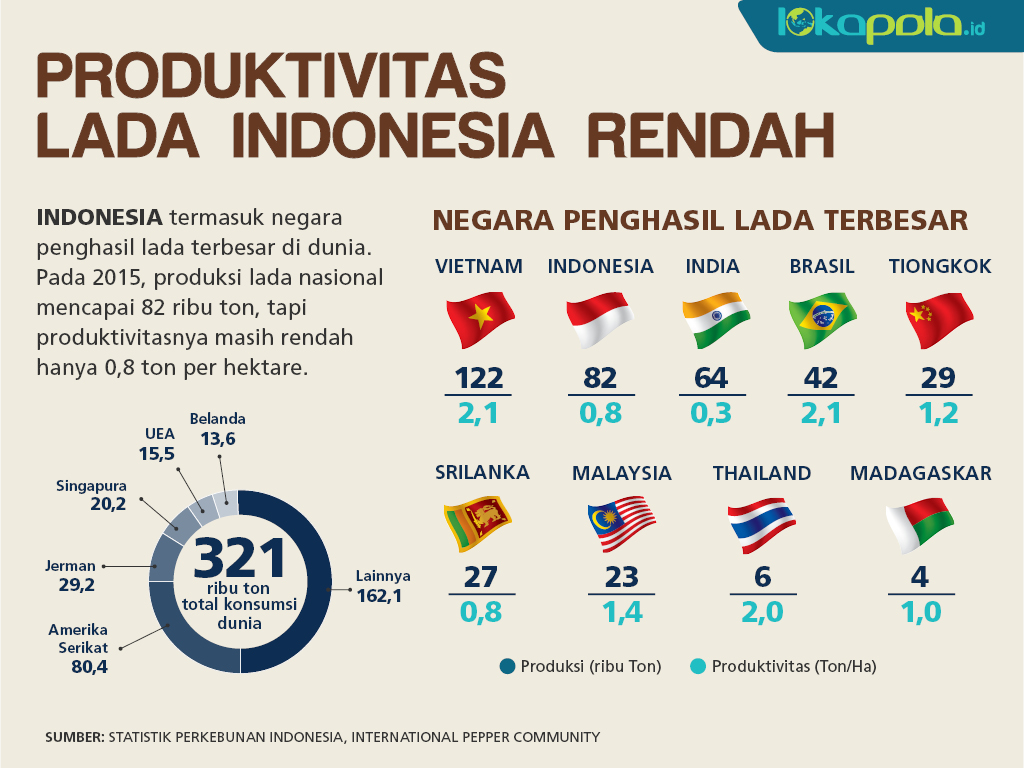 lokapola.id
PRODUKTIVITAS
LADA INDONESIA RENDAH
INDONESIA termasuk negara
penghasil lada terbesar di dunia.
Pada 2015, produksi lada nasional
mencapai 82 ribu ton, tapi
produktivitasnya masih rendah
hanya 0,8 ton per hektare.
Belanda
13,6
UEA
15,5
Singapura
20,2
Jerman
29,2
Amerika
Serikat
80,4
Lainnya
162,1
321
ribu ton
total konsumsi
dunia
NEGARA PENGHASIL LADA TERBESAR
VIETNAM INDONESIA INDIA BRASIL TIONGKOK
122 82 64 42 29
2,1 0,8 0,3 2,1 1,2
SRILANKA MALAYSIA THAILAND MADAGASKAR
27 23 6 4
0,8 1,4 2,0 1,0
Produksi (ribu Ton) Produktivitas (Ton/Ha)
SUMBER: STATISTIK PERKEBUNAN INDONESIA, INTERNATIONAL PEPPER COMMUNITY